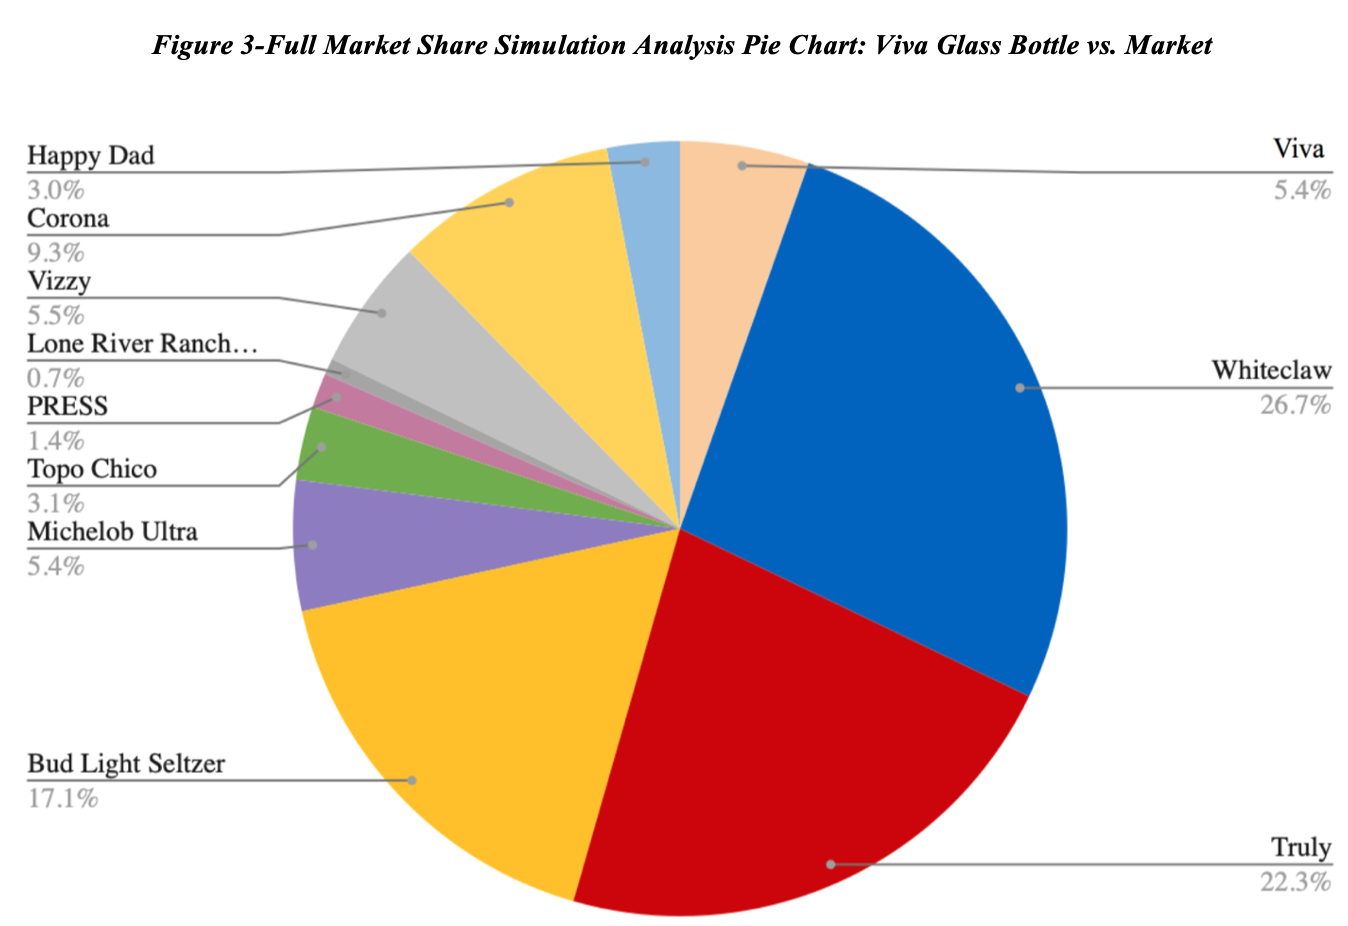 Figure 3-Full Market Share Simulation Analysis Pie Chart: Viva Glass Bottle vs. Market
Happy Dad
3.0%
Corona
9.3%
Vizzy
5.5%
Lone River Ranch…
0.7%
PRESS
1.4%
Topo Chico
3.1%
Michelob Ultra
5.4%
Bud Light Seltzer
17.1%
Viva
5.4%
Whiteclaw
26.7%
Truly
22.3%